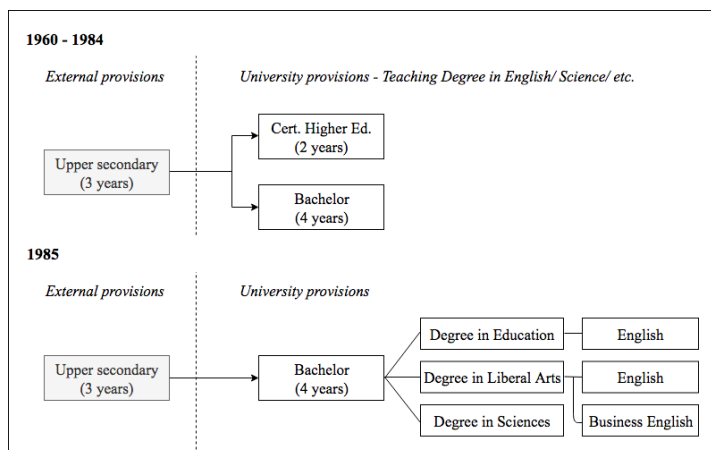 1960 - 1984
External provisions
University provisions - Teaching Degree in English/ Science/ etc.
Cert. Higher Ed.
(2 years)
Upper secondary
(3 years)
Bachelor
(4 years)
1985
External provisions
University provisions
Degree in Education
English
Upper secondary
(3 years)
Bachelor
(4 years)
Degree in Liberal Arts
English
Degree in Sciences
Business English